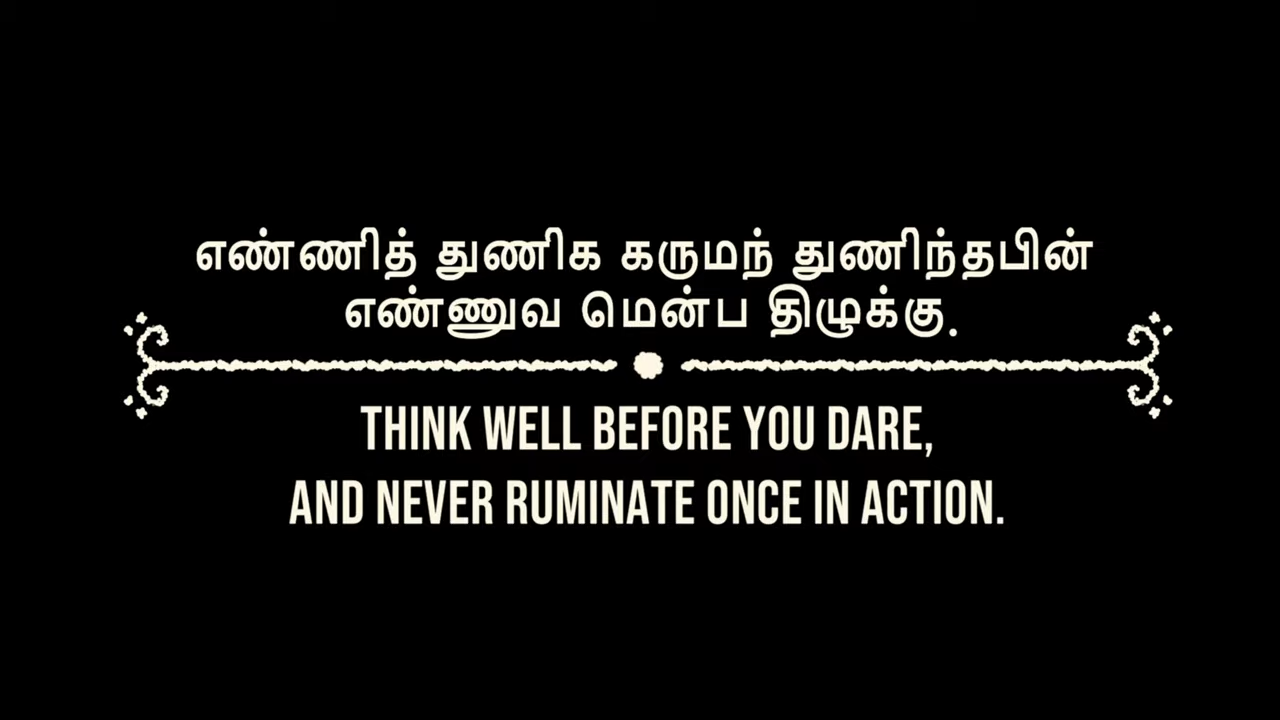 எண்ணித் துணிக கருமந் துணிந்தபின்
எண்ணுவ மென்ப திழுக்கு.
THINK WELL BEFORE YOU DARE,
AND NEVER RUMINATE ONCE IN ACTION.